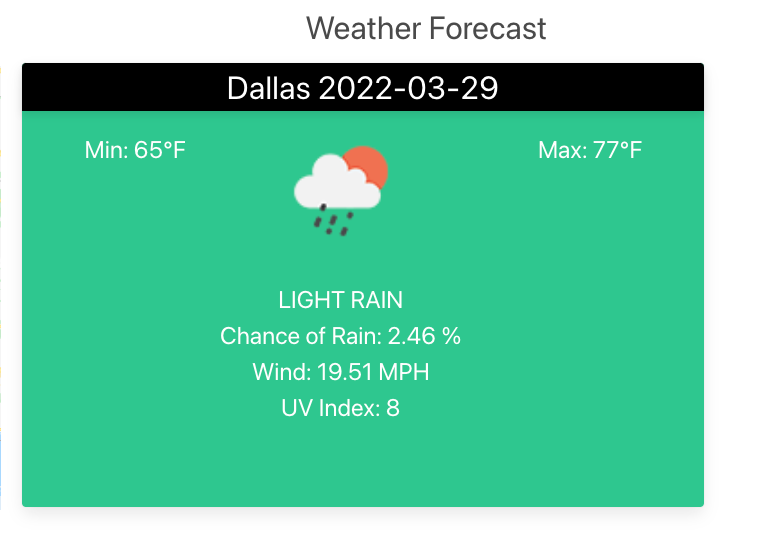 Weather Forecast
Dallas 2022-03-29
Min: 65°F
Max: 77°F
LIGHT RAIN
Chance of Rain: 2.46 %
Wind: 19.51 MPH
UV Index: 8